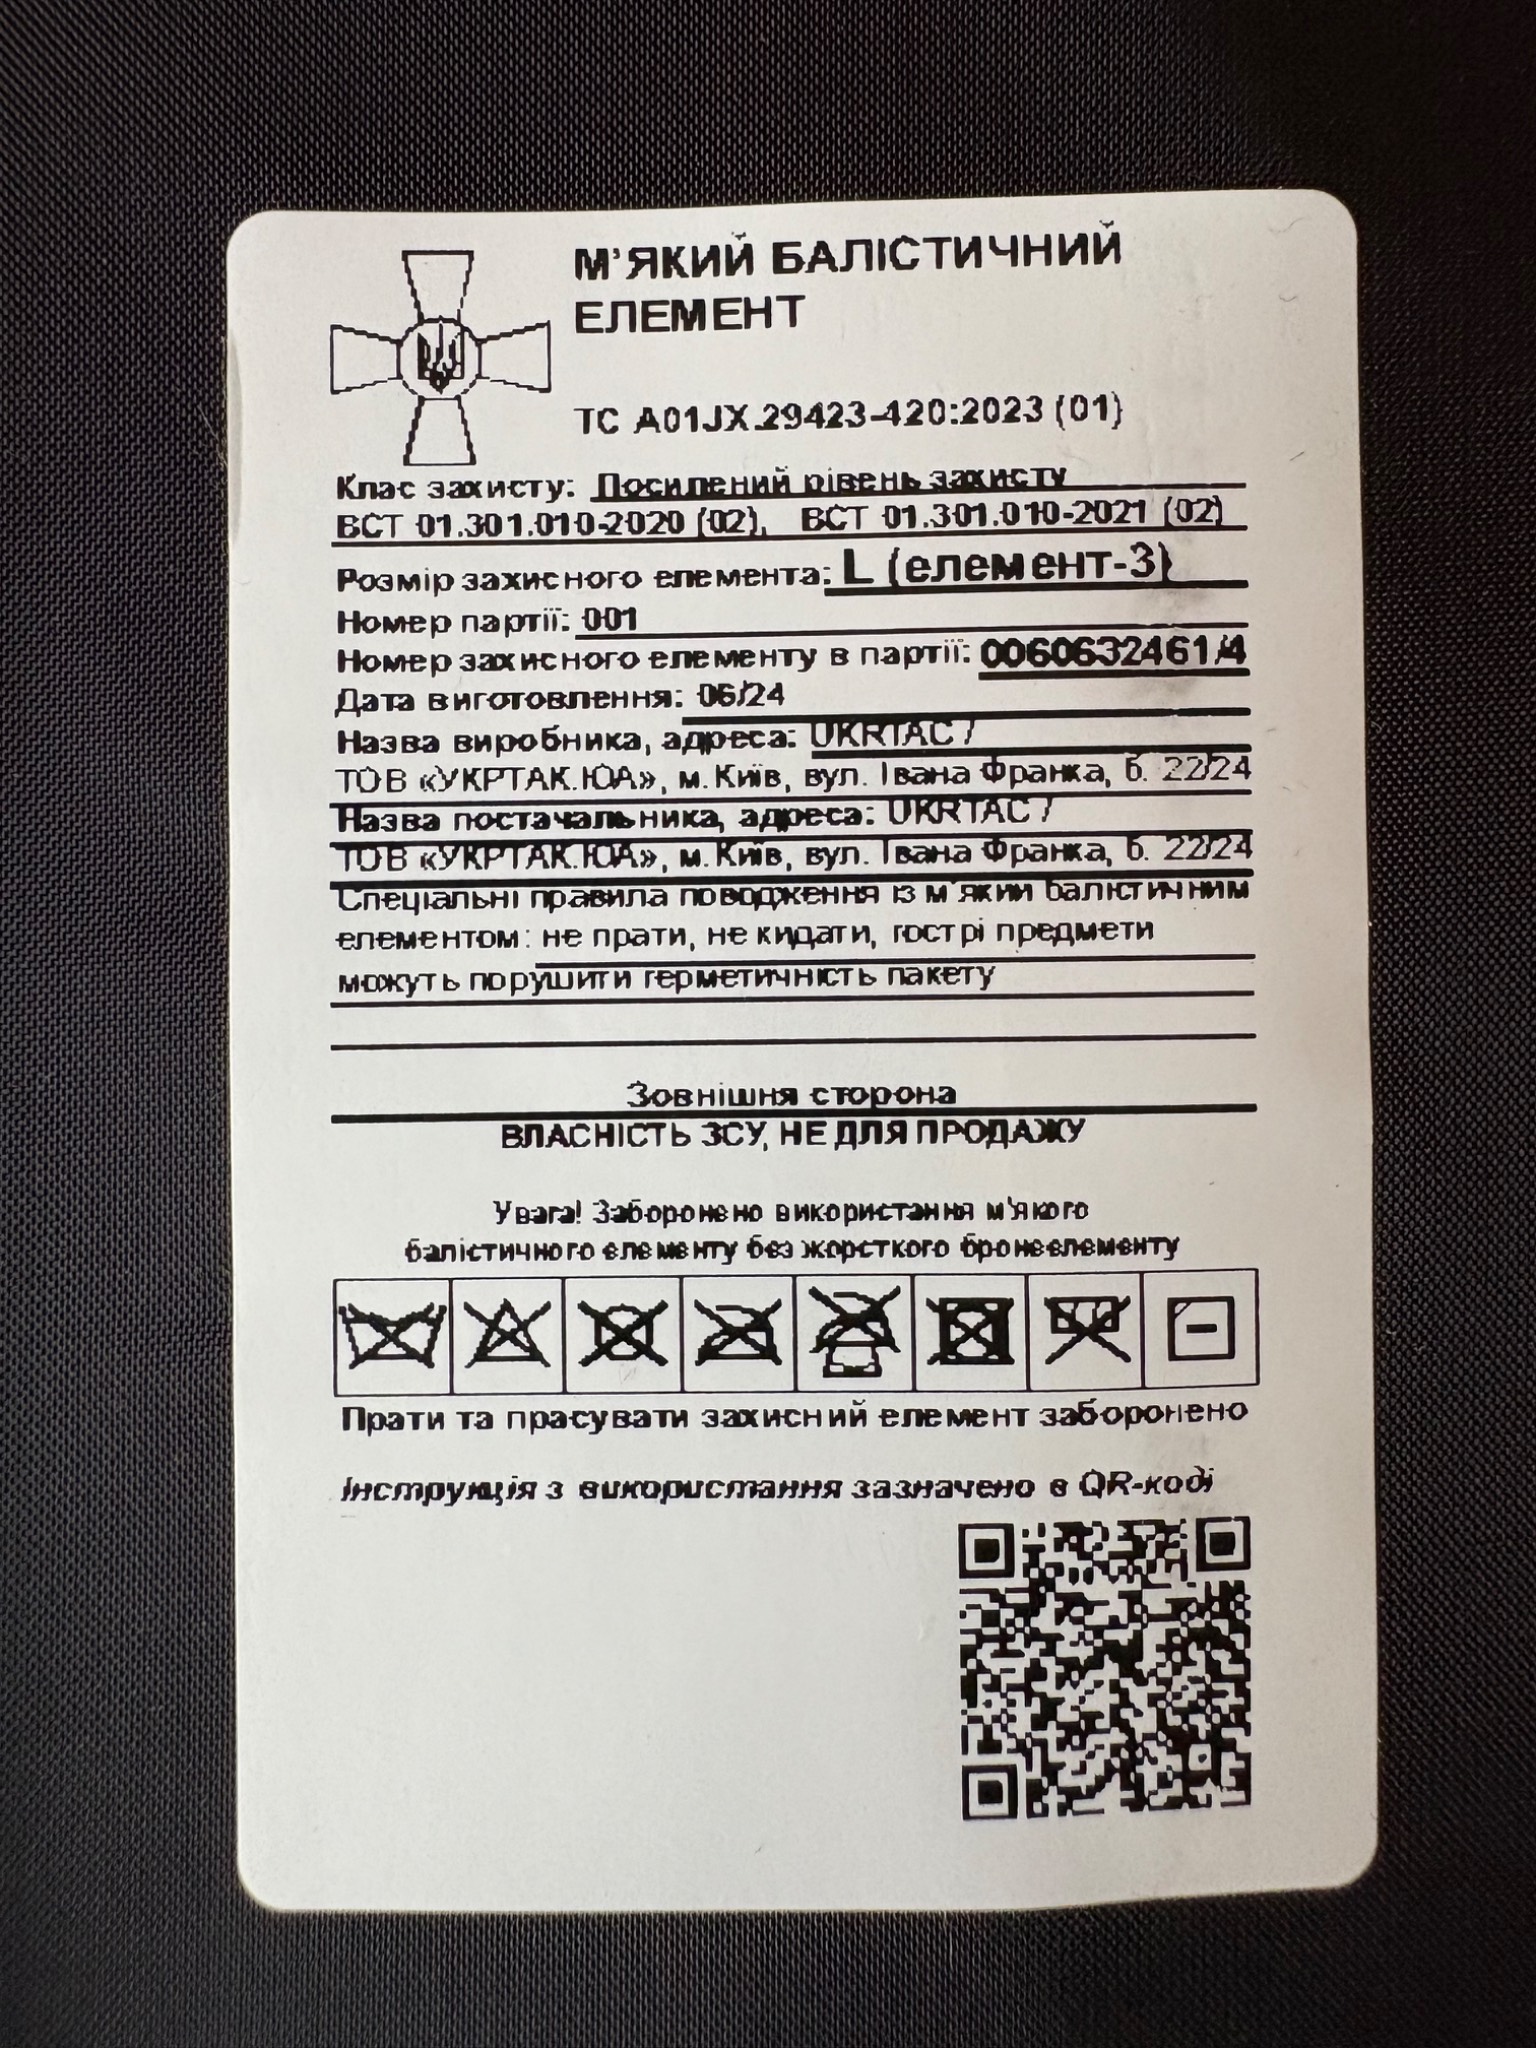 М'ЯКИЙ БАЛІСТИЧНИЙ
ЕЛЕМЕНТ
ТС А01JX.29423-420:2023 (01)
Клас захисту: Посилений рівень захисту
ВСТ 01.301.010-2020 (02), ВСТ 01.301.010-2021 (02)
Розмір захисного елемента: L (елемент-3)
Номер партії: 001
Номер захисного елементу в партії: 0060632461/4
Дата виготовлення: 06/24
Назва виробника, адреса: UKRTAC /
ТОВ «УКРТАК.ЮА», м. Київ, вул. Івана Франка, б. 22/24
Назва постачальника, адреса: UKRTAC /
ТОВ «УКРТАК.ЮА», м. Київ, вул. Івана Франка, б. 22/24
Спеціальні правила поводження із м'яким балістичним
елементом: не прати, не кидати, гострі предмети
можуть порушити герметичність пакету
Зовнішня сторона
ВЛАСНІСТЬ ЗСУ, НЕ ДЛЯ ПРОДАЖУ
Увага! Заборонено використання м'якого
балістичного елементу без жорсткого бронеелементу
Прати та прасувати захисний елемент заборонено
Інструкція з використання зазначено в QR-коді